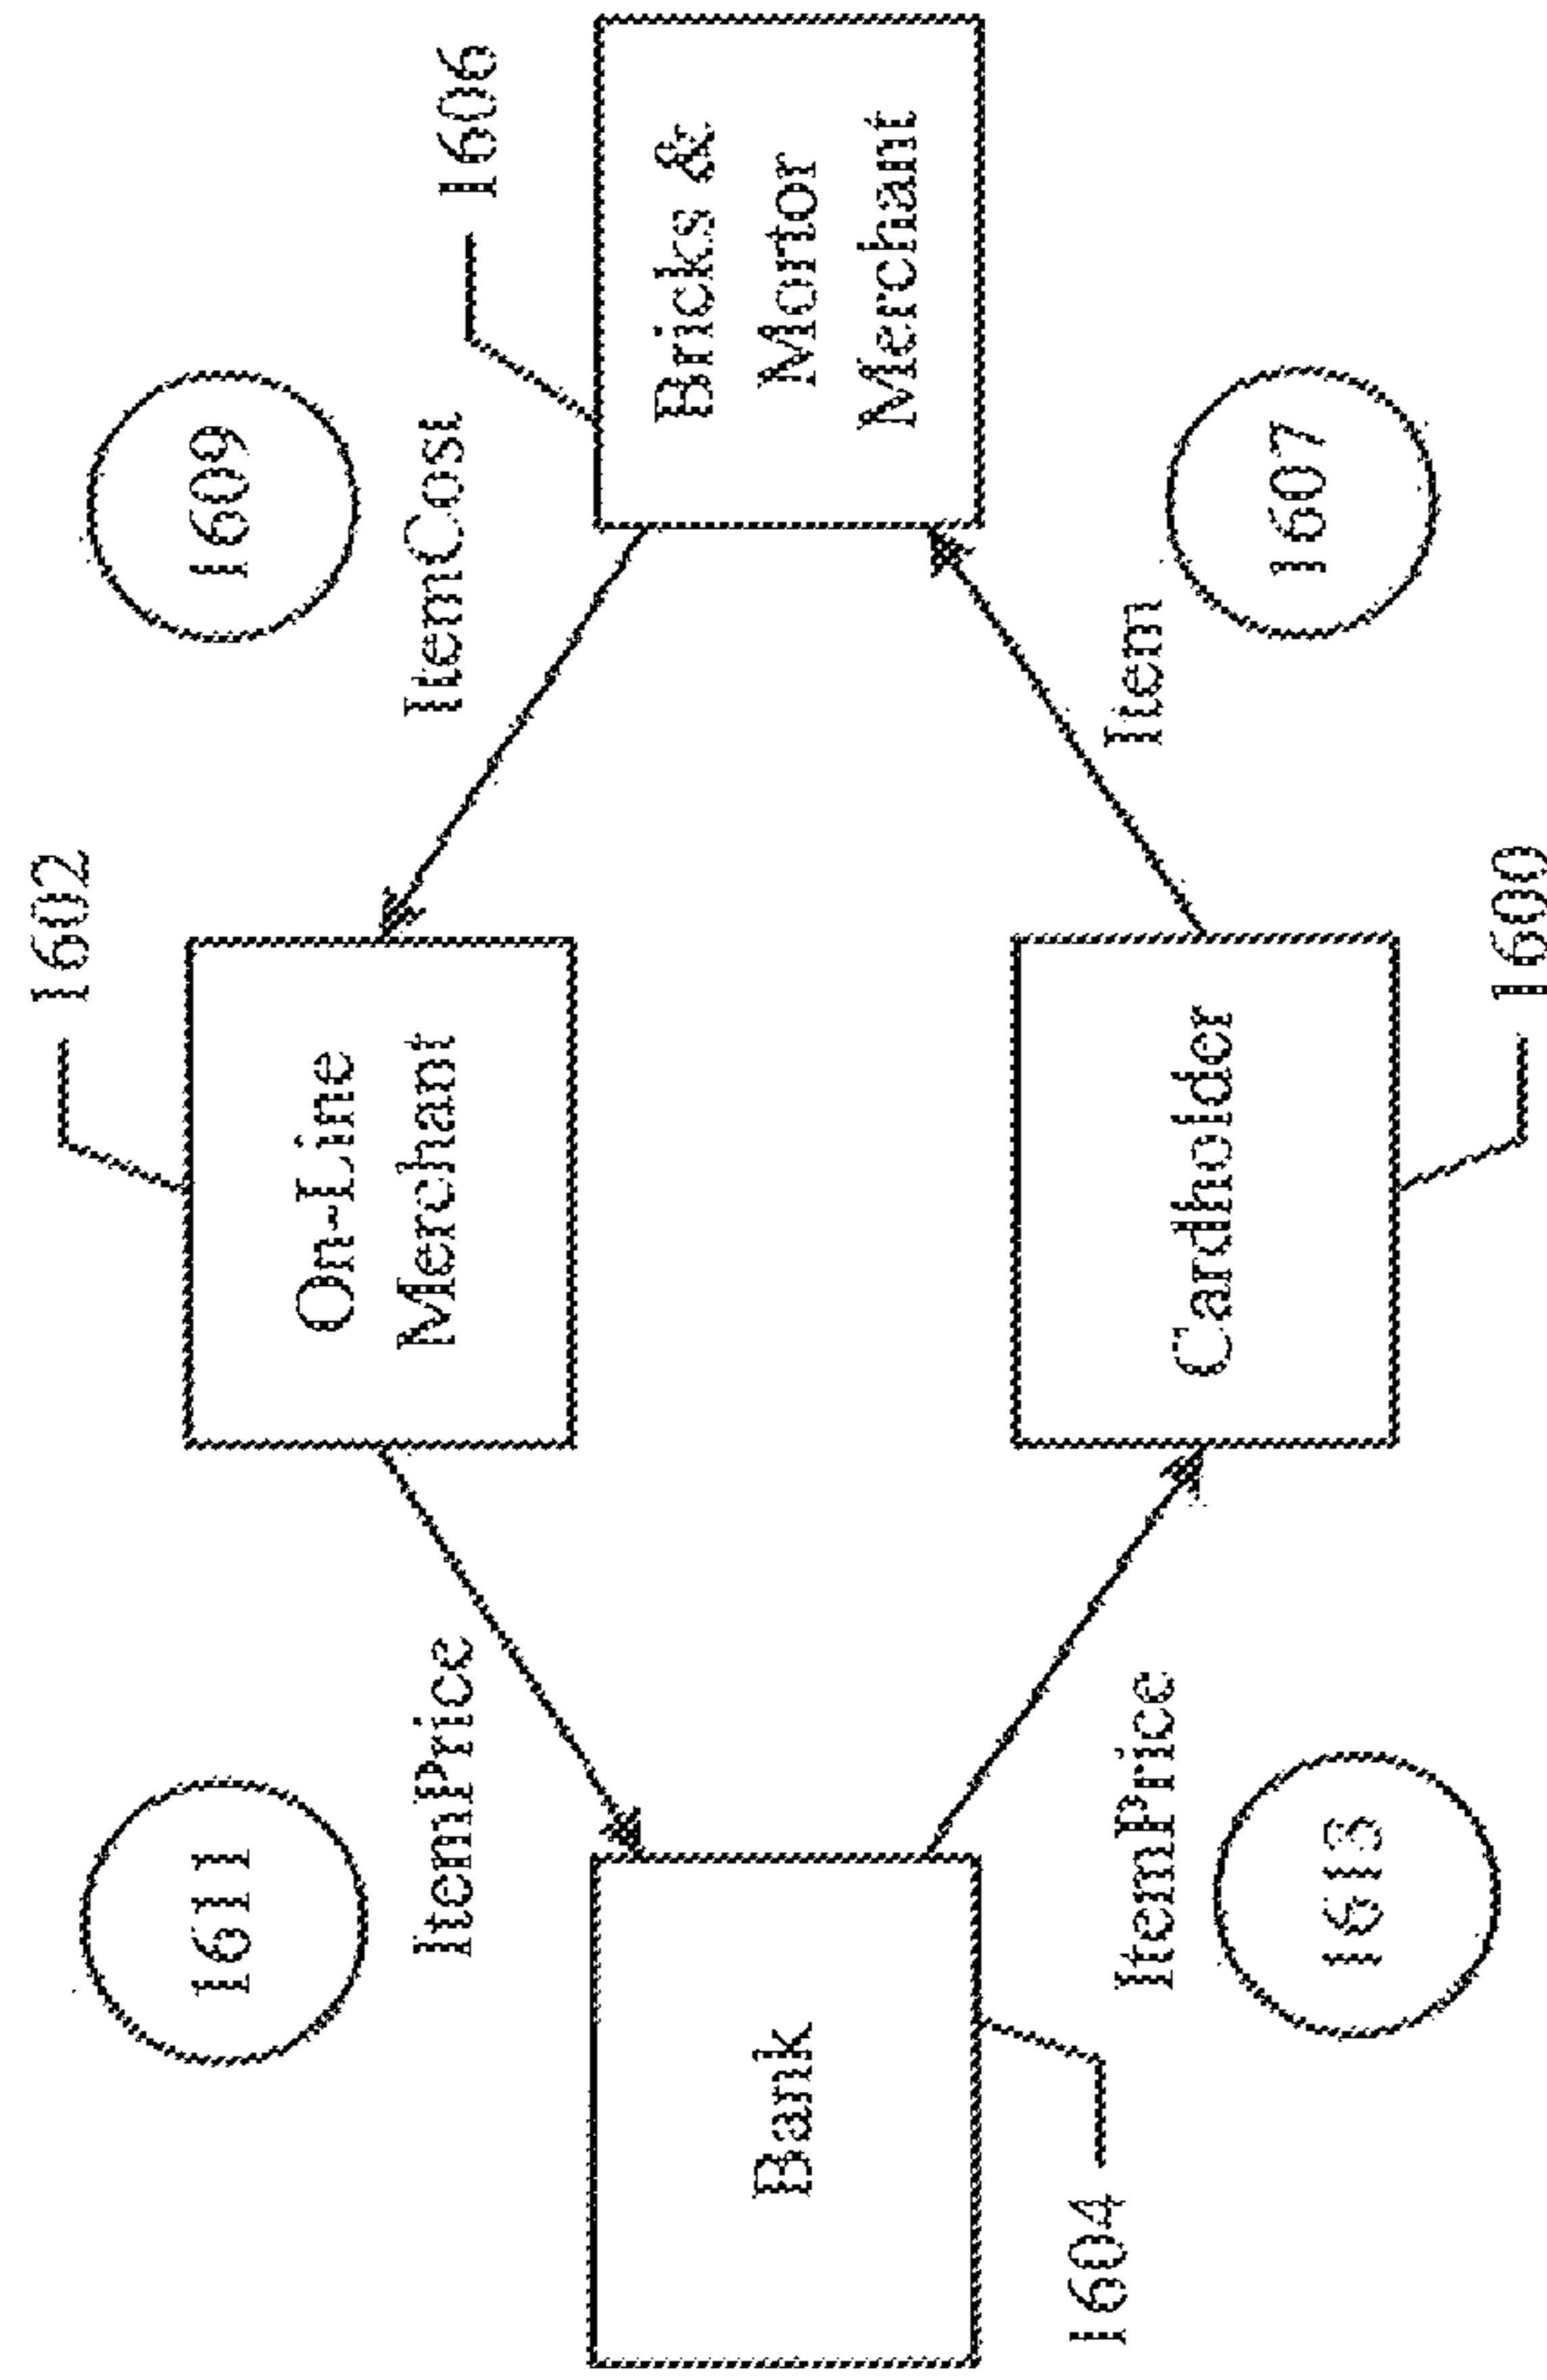 1602
1611
1609
On-Line
Merchant
ItemPrice
ItemCost
1606
Bank
Bricks &
Mortor
Merchant
1604
ItemPrice
Item
Cardholder
1613
1607
1600